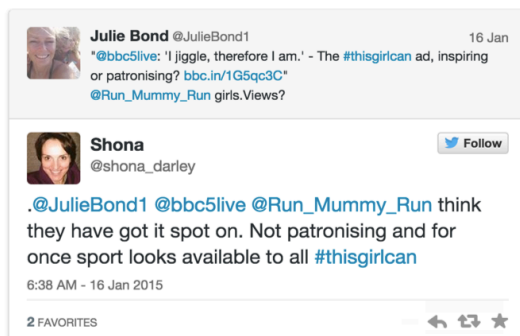 Julie Bond @JulieBond1 16 Jan
"@bbc5live: 'I jiggle, therefore I am.' - The #thisgirlcan ad, inspiring
or patronising? bbc.in/1G5qc3C"
@Run_Mummy_Run girls.Views?
Shona
Follow
@shona_darley
.@JulieBond1 @bbc5live @Run_Mummy_Run think
they have got it spot on. Not patronising and for
once sport looks available to all #thisgirlcan
6:38 AM - 16 Jan 2015
2 FAVORITES